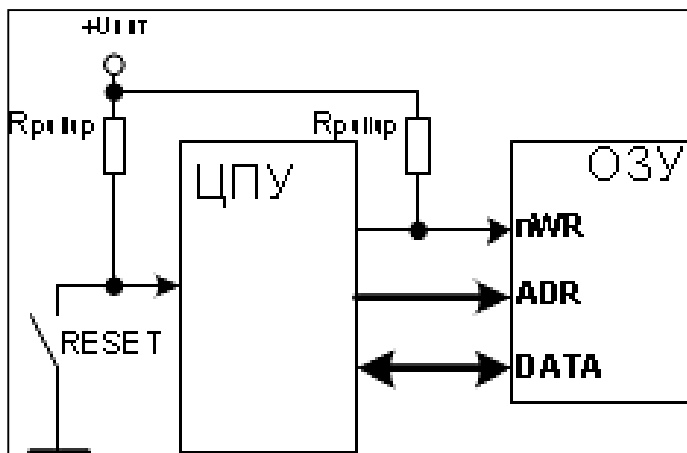 +Uпит
Rpullup
Rpullup
ЦПУ
ОЗУ
nWR
ADR
RESET
DATA